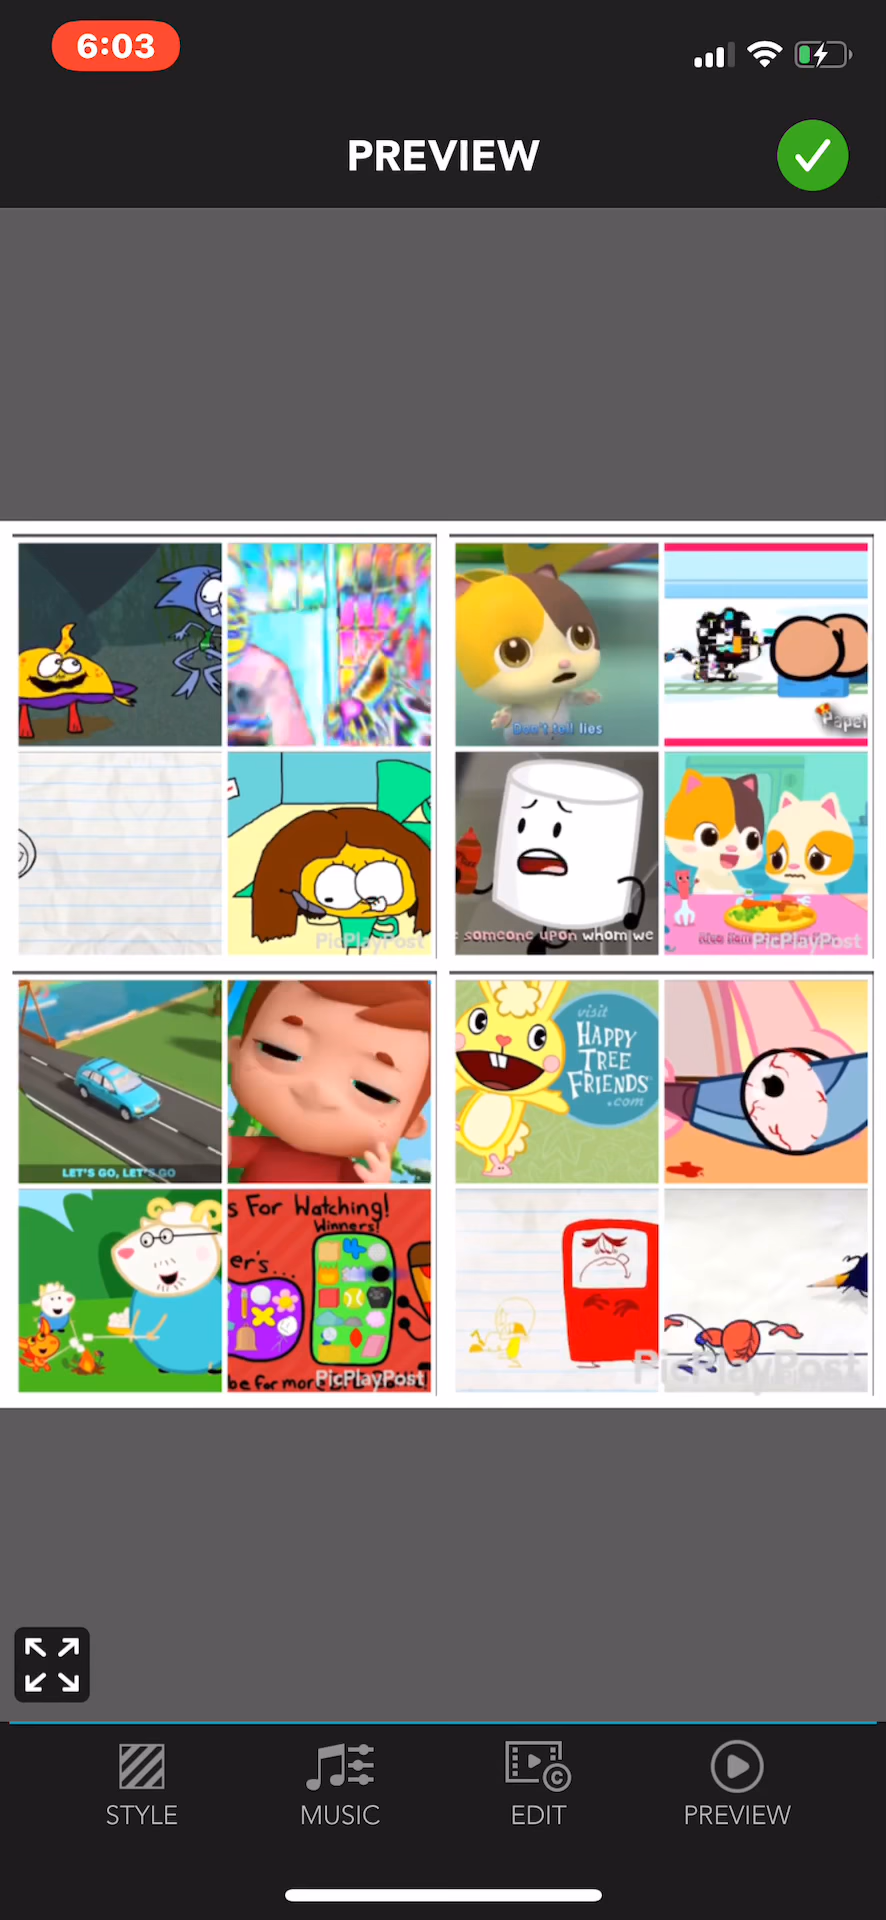 6:03
PREVIEW
Don't tell lies
Papel
PicPlayPost
someone upon whom we
PicPlayPost
LET'S GO, LET'S GO
visit
HAPPY
TREE
FRIENDS
.com
s For Watching!
Winners!
er's...
be for more
PicPlayPost
PicPlayPost
STYLE
MUSIC
EDIT
PREVIEW